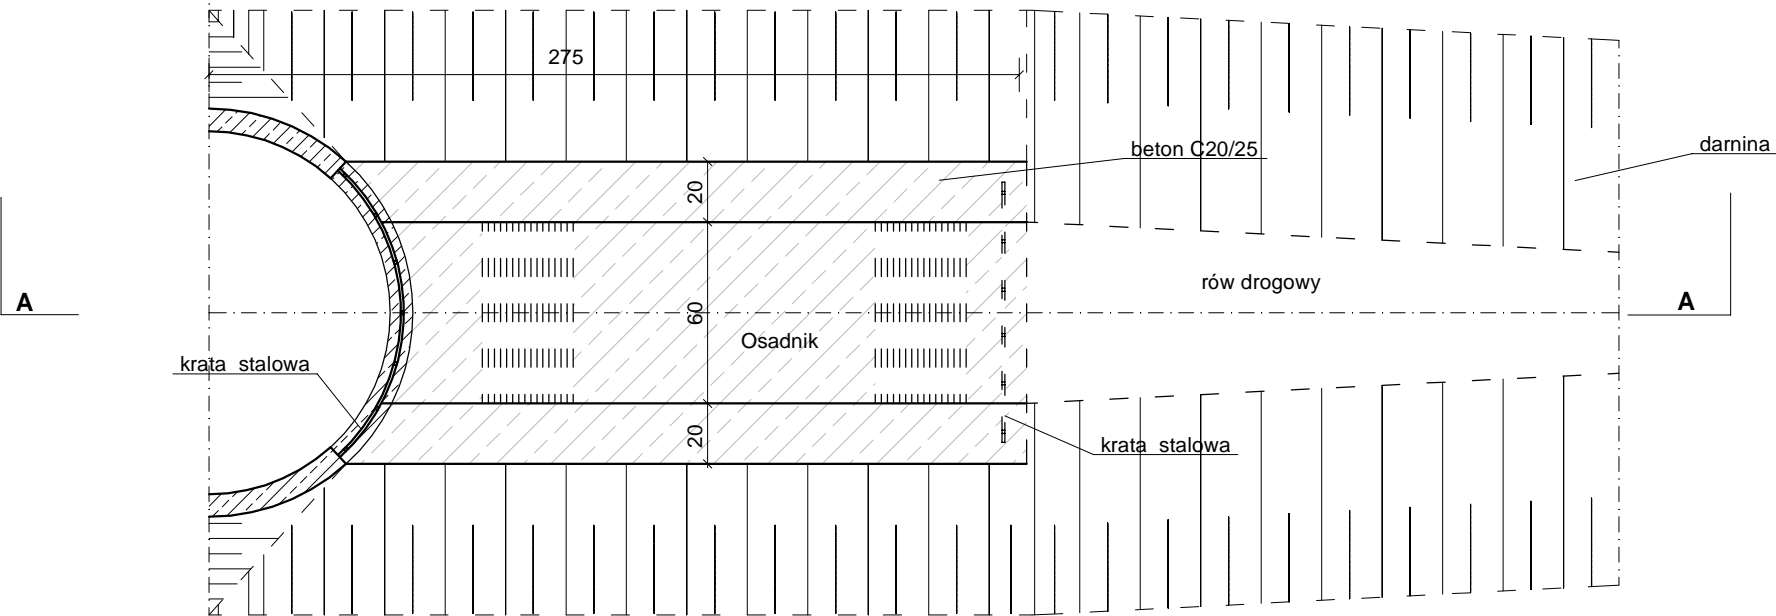 275
beton C20/25
darnina
20
A
rów drogowy
A
60
Osadnik
krata stalowa
20
krata stalowa